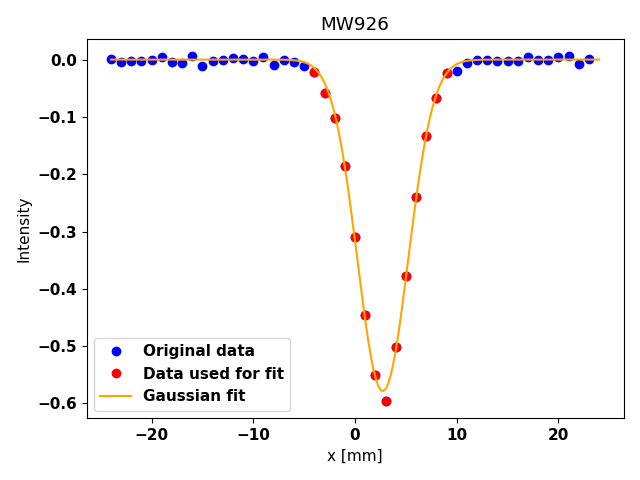 MW926
0.0
−0.1
−0.2
−0.3
−0.4
−0.5
−0.6
Intensity
Original data
Data used for fit
Gaussian fit
−20 −10 0 10 20
x [mm]